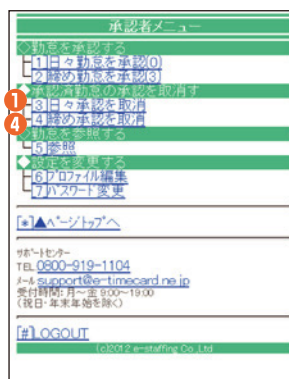 承認者メニュー
◇勤怠を承認する
[1]日々勤怠を承認(0)
[2]締め勤怠を承認(3)
◆承認済勤怠の承認を取消す
① [3]日々承認を取消
④ [4]締め承認を取消
◇勤怠を参照する
[5]参照
◆設定を変更する
[6]プロファイル編集
[7]パスワード変更
[*]▲ページトップへ
サポートセンター
TEL 0800-919-1104
メール support@e-timecard.ne.jp
受付時間:月~金 9:00~19:00
(祝日・年末年始を除く)
[#]LOGOUT
(c)2012 e-staffing Co.,Ltd